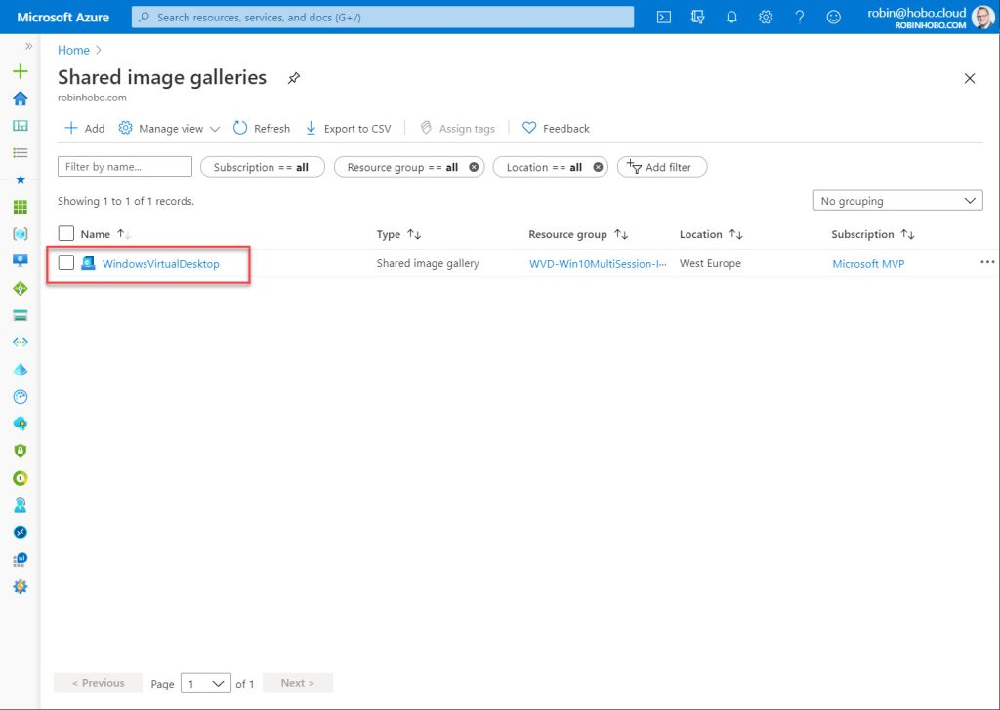 Microsoft Azure Search resources, services, and docs (G+/) robin@hobo.cloud
ROBINHOBO.COM
Home
Shared image galleries
robinhobo.com
Add Manage view Refresh Export to CSV Assign tags Feedback
Filter by name... Subscription == all Resource group == all Location == all Add filter
Showing 1 to 1 of 1 records. No grouping
Name Type Resource group Location Subscription
WindowsVirtualDesktop Shared image gallery WVD-Win10MultiSession-I... West Europe Microsoft MVP
< Previous Page 1 of 1 Next >